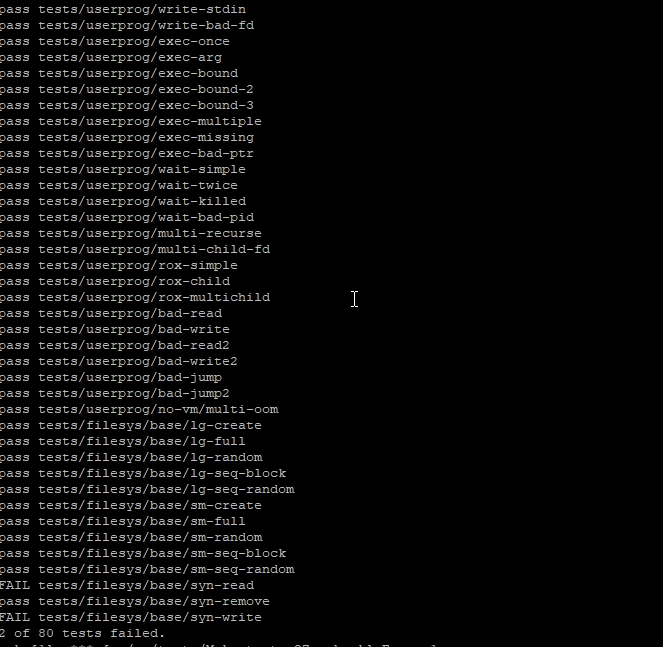 pass tests/userprog/write-stdin
pass tests/userprog/write-bad-fd
pass tests/userprog/exec-once
pass tests/userprog/exec-arg
pass tests/userprog/exec-bound
pass tests/userprog/exec-bound-2
pass tests/userprog/exec-bound-3
pass tests/userprog/exec-multiple
pass tests/userprog/exec-missing
pass tests/userprog/exec-bad-ptr
pass tests/userprog/wait-simple
pass tests/userprog/wait-twice
pass tests/userprog/wait-killed
pass tests/userprog/wait-bad-pid
pass tests/userprog/multi-recurse
pass tests/userprog/multi-child-fd
pass tests/userprog/rox-simple
pass tests/userprog/rox-child
pass tests/userprog/rox-multichild
pass tests/userprog/bad-read
pass tests/userprog/bad-write
pass tests/userprog/bad-read2
pass tests/userprog/bad-write2
pass tests/userprog/bad-jump
pass tests/userprog/bad-jump2
pass tests/userprog/no-vm/multi-oom
pass tests/filesys/base/lg-create
pass tests/filesys/base/lg-full
pass tests/filesys/base/lg-random
pass tests/filesys/base/lg-seq-block
pass tests/filesys/base/lg-seq-random
pass tests/filesys/base/sm-create
pass tests/filesys/base/sm-full
pass tests/filesys/base/sm-random
pass tests/filesys/base/sm-seq-block
pass tests/filesys/base/sm-seq-random
FAIL tests/filesys/base/syn-read
pass tests/filesys/base/syn-remove
FAIL tests/filesys/base/syn-write
2 of 80 tests failed.